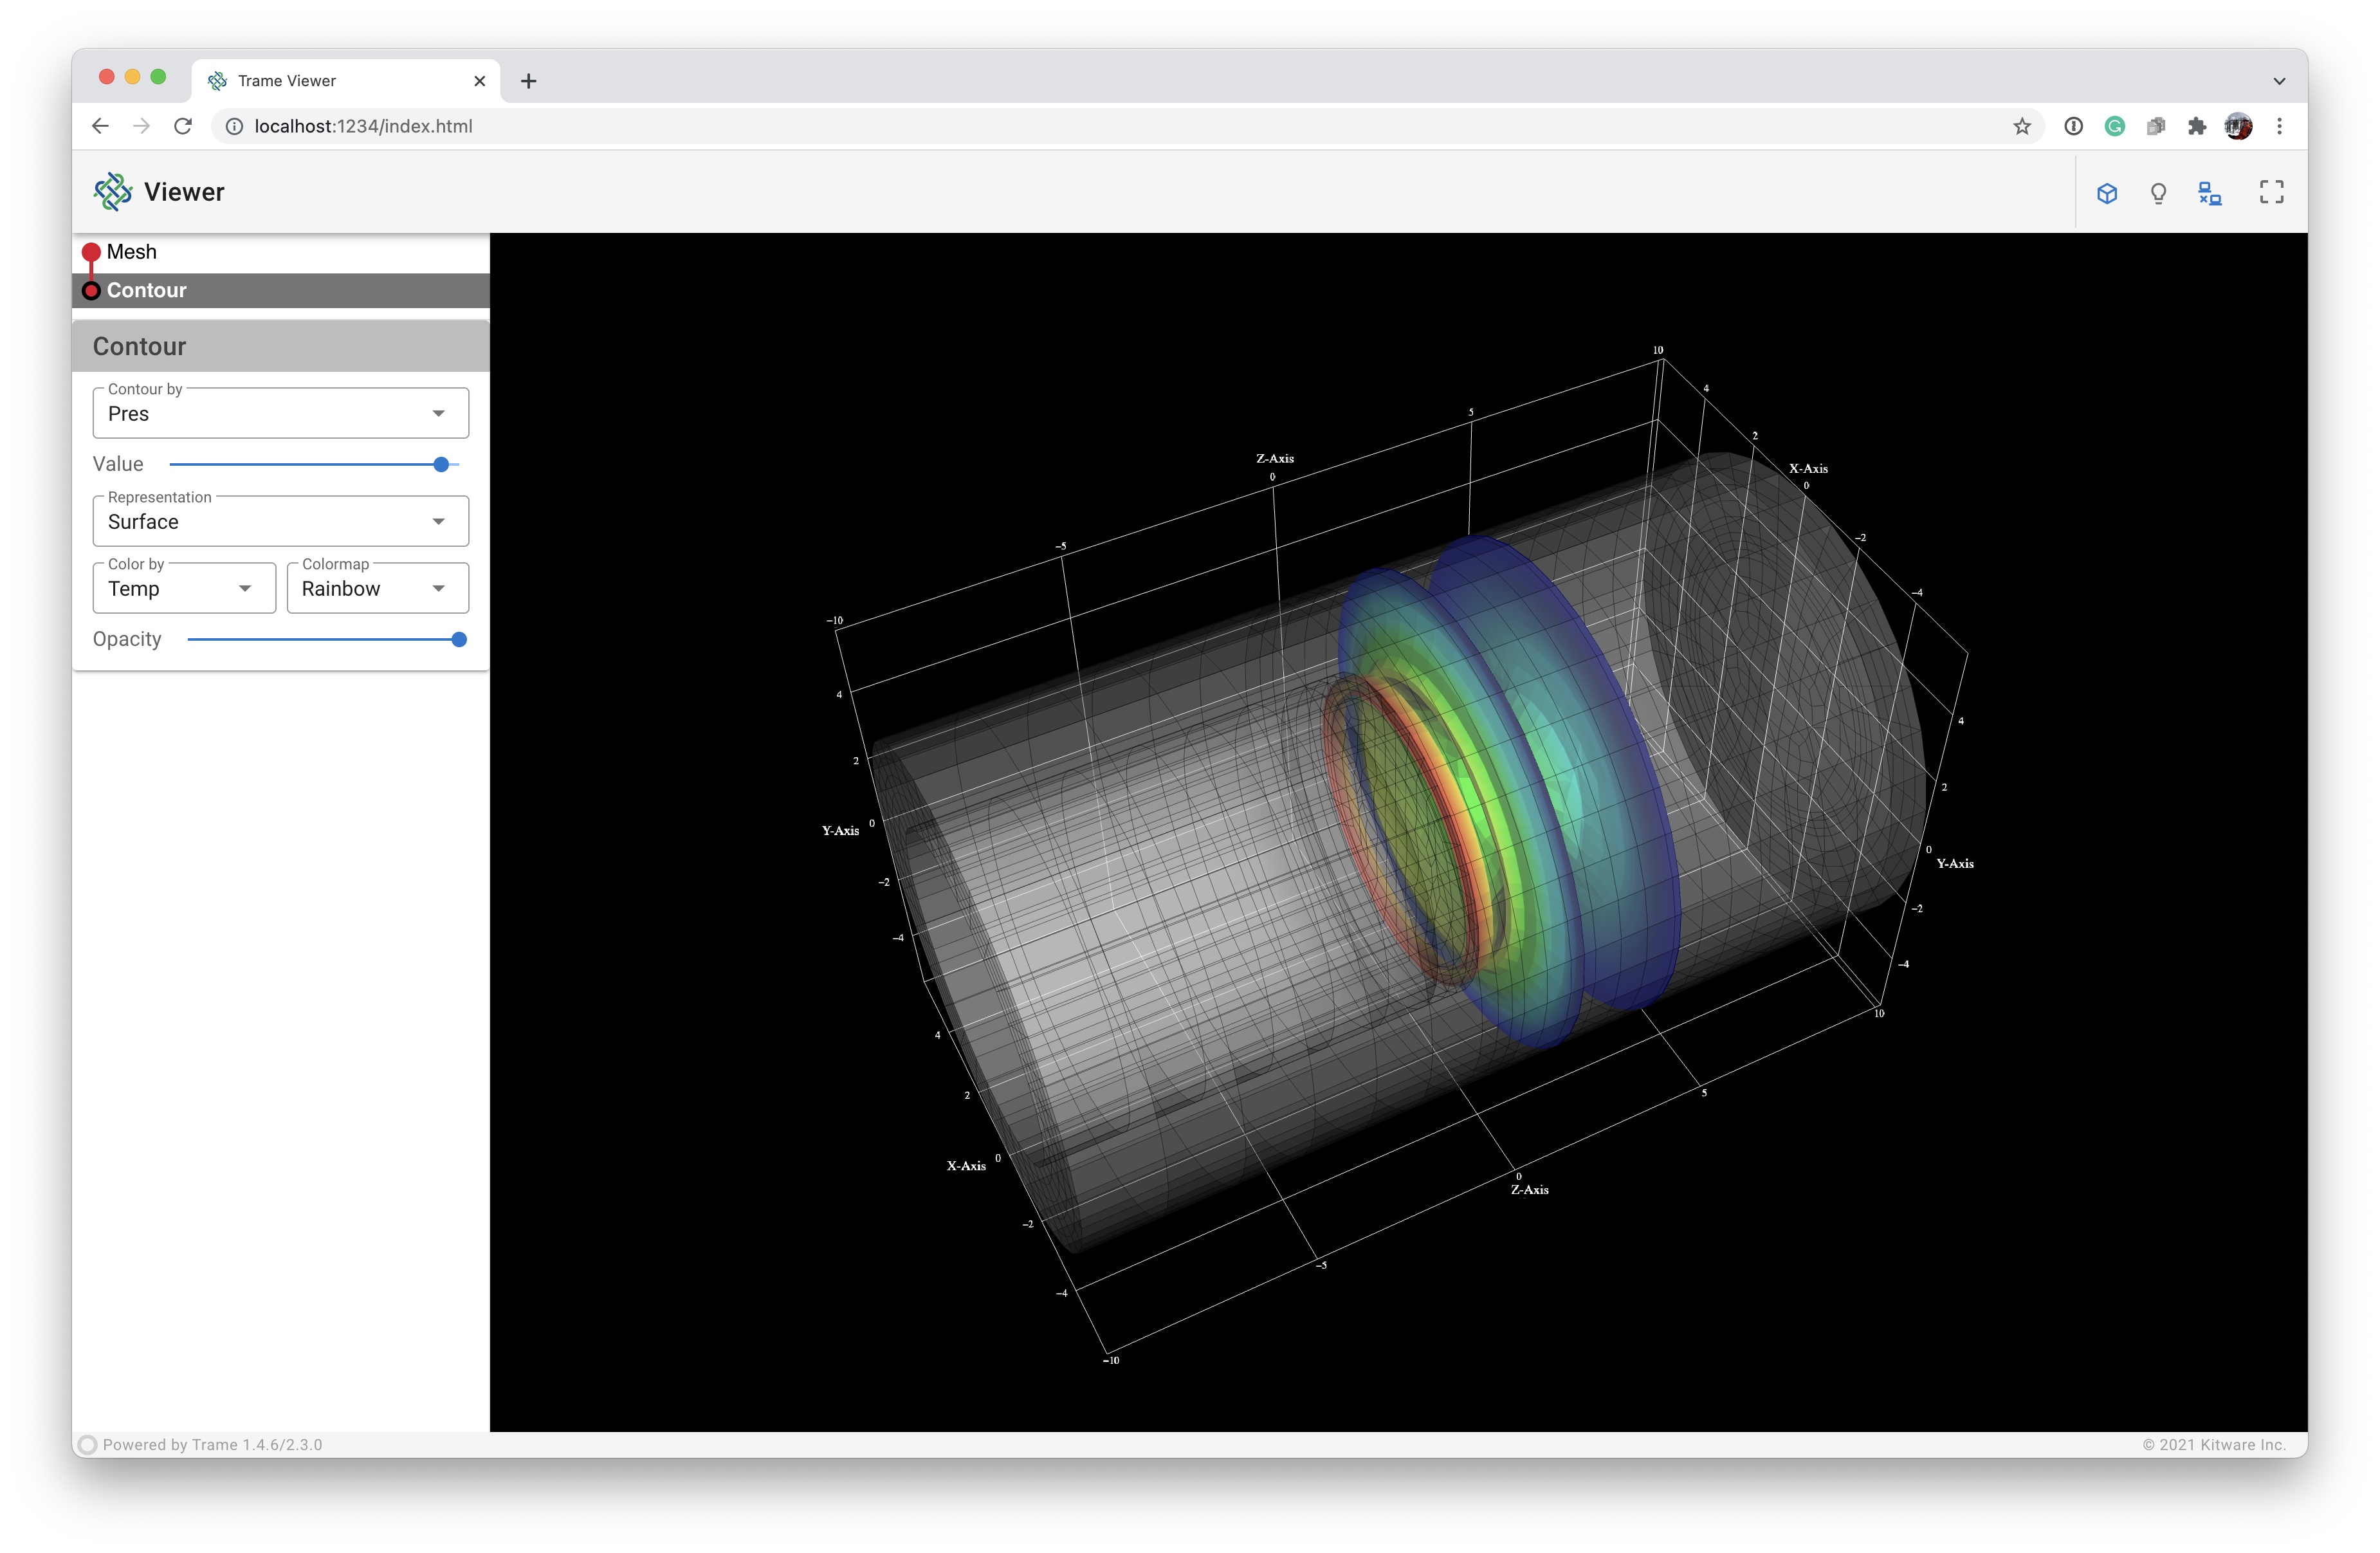 Trame Viewer
localhost:1234/index.html
Viewer
Mesh
Contour
Contour
Contour by
Pres
Value
Representation
Surface
Color by
Temp
Colormap
Rainbow
Opacity
10
4
5
2
Z-Axis
X-Axis
0
0
-2
-5
-4
-10
4
4
2
2
0
Y-Axis
0
Y-Axis
-2
-2
-4
-4
10
4
5
2
0
X-Axis
0
Z-Axis
-2
-5
-4
-10
Powered by Trame 1.4.6/2.3.0
© 2021 Kitware Inc.